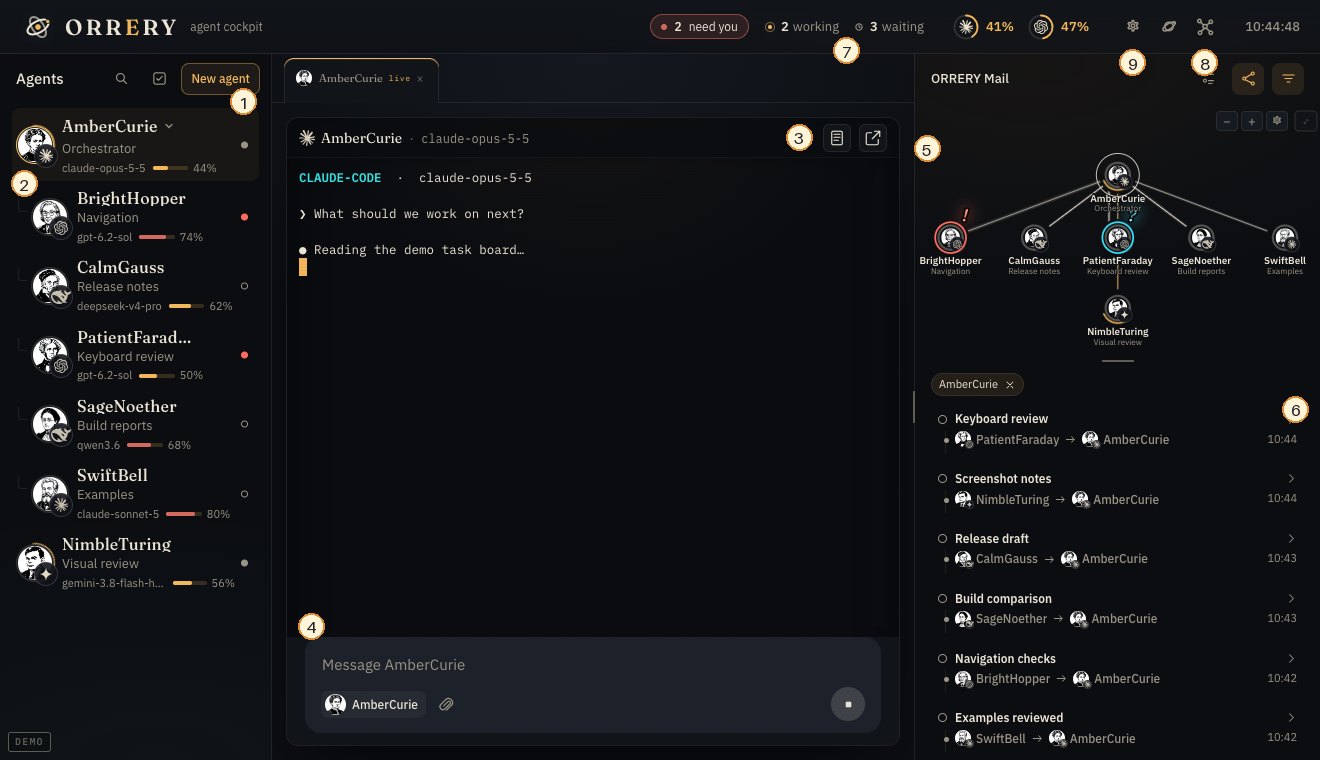 ORRERY agent cockpit
2 need you
2 working
3 waiting
41%
47%
10:44:48
7
9
8
Agents
New agent
1
AmberCurie
Orchestrator
claude-opus-5-5 44%
2
BrightHopper
Navigation
gpt-6.2-sol 74%
CalmGauss
Release notes
deepseek-v4-pro 62%
PatientFarad...
Keyboard review
gpt-6.2-sol 50%
SageNoether
Build reports
qwen3.6 68%
SwiftBell
Examples
claude-sonnet-5 80%
NimbleTuring
Visual review
gemini-3.8-flash-h... 56%
DEMO
AmberCurie live ×
AmberCurie · claude-opus-5-5
3
CLAUDE-CODE · claude-opus-5-5
❯ What should we work on next?
● Reading the demo task board…
4
Message AmberCurie
AmberCurie
ORRERY Mail
5
AmberCurie
Orchestrator
!
?
BrightHopper
Navigation
CalmGauss
Release notes
PatientFaraday
Keyboard review
SageNoether
Build reports
SwiftBell
Examples
NimbleTuring
Visual review
AmberCurie ×
6
Keyboard review
PatientFaraday → AmberCurie 10:44
Screenshot notes
NimbleTuring → AmberCurie 10:44
Release draft
CalmGauss → AmberCurie 10:43
Build comparison
SageNoether → AmberCurie 10:43
Navigation checks
BrightHopper → AmberCurie 10:42
Examples reviewed
SwiftBell → AmberCurie 10:42